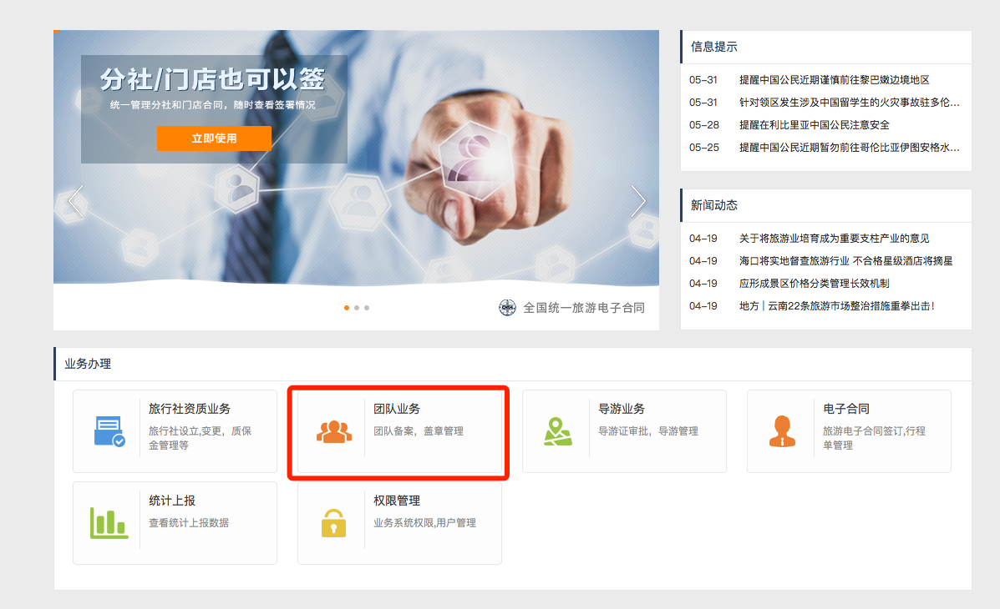 分社/门店也可以签
统一管理分社和门店合同，随时查看签署情况
立即使用
全国统一旅游电子合同
信息提示
05-31 提醒中国公民近期谨慎前往黎巴嫩边境地区
05-31 针对领区发生涉及中国留学生的火灾事故驻多伦...
05-28 提醒在利比里亚中国公民注意安全
05-25 提醒中国公民近期暂勿前往哥伦比亚伊图安格水...
新闻动态
04-19 关于将旅游业培育成为重要支柱产业的意见
04-19 海口将实地督查旅游行业 不合格星级酒店将摘星
04-19 应形成景区价格分类管理长效机制
04-19 地方 | 云南22条旅游市场整治措施重拳出击！
业务办理
旅行社资质业务
旅行社设立,变更，质保
金管理等
团队业务
团队备案，盖章管理
导游业务
导游证审批，导游管理
电子合同
旅游电子合同签订,行程
单管理
统计上报
查看统计上报数据
权限管理
业务系统权限,用户管理